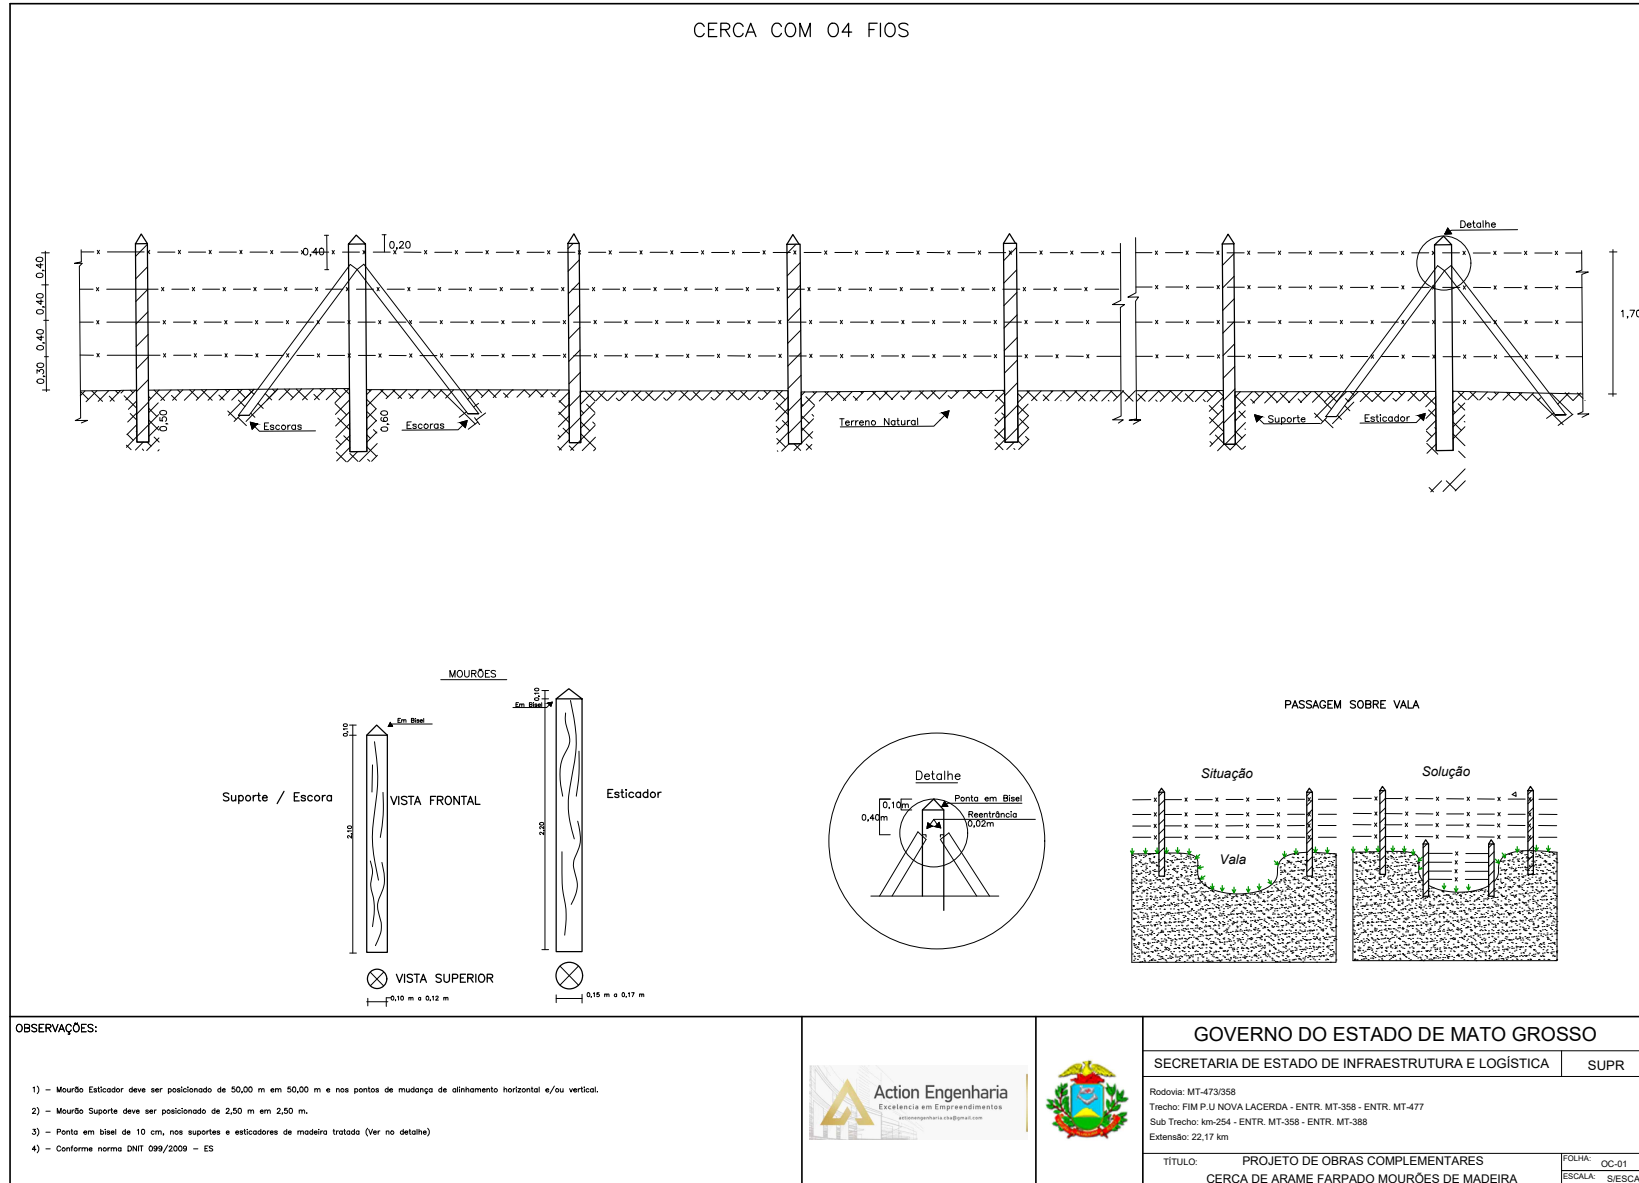 CERCA COM 04 FIOS
Detalhe
0,40
0,20
0,40
0,40
0,40
0,30
1,70
0,50
0,60
Escoras
Escoras
Terreno Natural
Suporte
Esticador
MOURÕES
0,10
Em Bisel
0,10
Em Bisel
Suporte / Escora
VISTA FRONTAL
Esticador
2,10
2,20
VISTA SUPERIOR
0,10 m a 0,12 m
0,15 m a 0,17 m
Detalhe
0,10m
0,40m
Ponta em Bisel
Reentrância
0,02m
PASSAGEM SOBRE VALA
Situação
Solução
Vala
OBSERVAÇÕES:
1) – Mourão Esticador deve ser posicionado de 50,00 m em 50,00 m e nos pontos de mudança de alinhamento horizontal e/ou vertical.
2) – Mourão Suporte deve ser posicionado de 2,50 m em 2,50 m.
3) – Ponta em bisel de 10 cm, nos suportes e esticadores de madeira tratada (Ver no detalhe)
4) – Conforme norma DNIT 099/2009 – ES
Action Engenharia
Excelencia em Empreendimentos
actionengenharia.cba@gmail.com
GOVERNO DO ESTADO DE MATO GROSSO
SECRETARIA DE ESTADO DE INFRAESTRUTURA E LOGÍSTICA
SUPR
Rodovia: MT-473/358
Trecho: FIM P.U NOVA LACERDA - ENTR. MT-358 - ENTR. MT-477
Sub Trecho: km-254 - ENTR. MT-358 - ENTR. MT-388
Extensão: 22,17 km
TÍTULO: PROJETO DE OBRAS COMPLEMENTARES
CERCA DE ARAME FARPADO MOURÕES DE MADEIRA
FOLHA: OC-01
ESCALA: S/ESCA